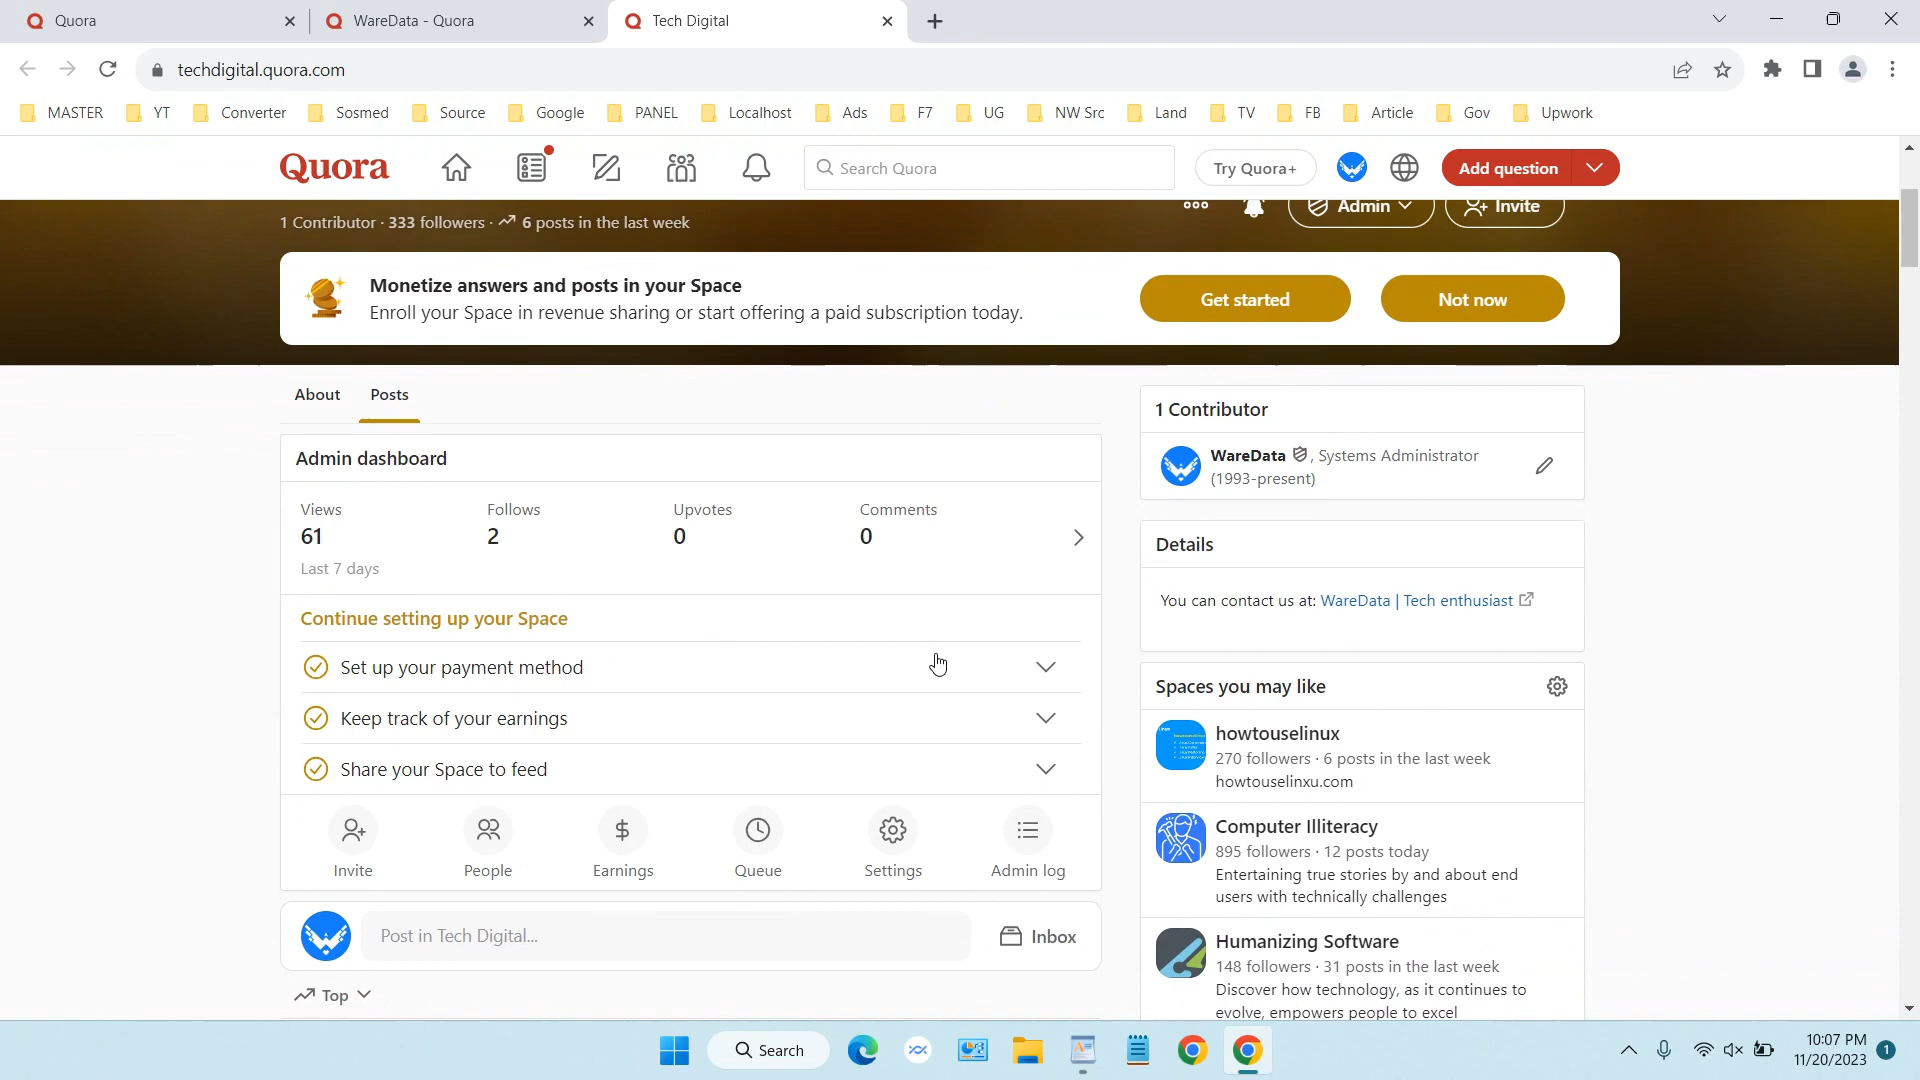 Quora
WareData - Quora
Tech Digital
techdigital.quora.com
MASTER YT Converter Sosmed Source Google PANEL Localhost Ads F7 UG NW Src Land TV FB Article Gov Upwork
Quora
Search Quora
Try Quora+
Add question
1 Contributor · 333 followers · 6 posts in the last week
Admin
Invite
Monetize answers and posts in your Space
Enroll your Space in revenue sharing or start offering a paid subscription today.
Get started
Not now
About Posts
Admin dashboard
Views Follows Upvotes Comments
61 2 0 0
Last 7 days
Continue setting up your Space
Set up your payment method
Keep track of your earnings
Share your Space to feed
Invite People Earnings Queue Settings Admin log
Post in Tech Digital...
Inbox
Top
1 Contributor
WareData , Systems Administrator
(1993-present)
Details
You can contact us at: WareData | Tech enthusiast
Spaces you may like
howtouselinux
270 followers · 6 posts in the last week
howtouselinxu.com
Computer Illiteracy
895 followers · 12 posts today
Entertaining true stories by and about end
users with technically challenges
Humanizing Software
148 followers · 31 posts in the last week
Discover how technology, as it continues to
evolve, empowers people to excel
Search
10:07 PM
11/20/2023
1